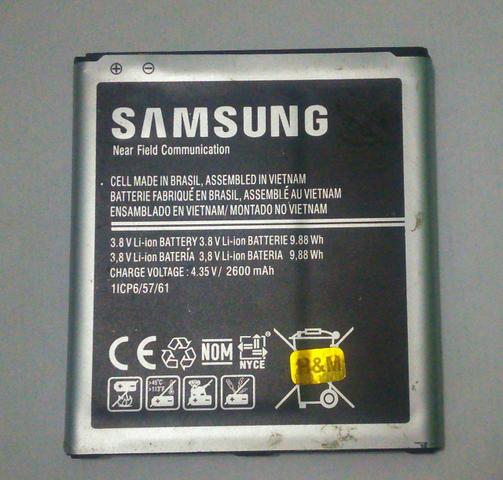 SAMSUNG
Near Field Communication
CELL MADE IN BRASIL, ASSEMBLED IN VIETNAM
BATTERIE FABRIQUÉ EN BRASIL, ASSEMBLÉ AU VIETNAM
ENSAMBLADO EN VIETNAM/ MONTADO NO VIETNAM
3.8 V Li-ion BATTERY 3.8 V Li-ion BATTERIE 9.88 Wh
3,8 V Li-ion BATERÍA 3,8 V Li-ion BATERIA 9,88 Wh
CHARGE VOLTAGE : 4.35 V/ 2600 mAh
1ICP6/57/61
CE NOM NYCE
B&M
>45°C
>113°F